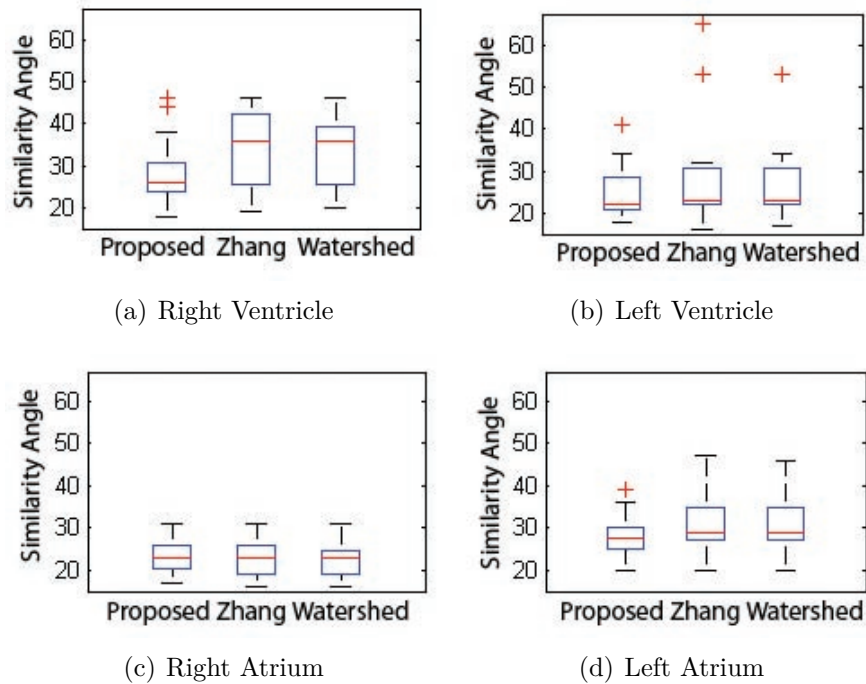 Similarity Angle
60
50
40
30
20
Proposed Zhang Watershed
(a) Right Ventricle
Similarity Angle
60
50
40
30
20
Proposed Zhang Watershed
(b) Left Ventricle
Similarity Angle
60
50
40
30
20
Proposed Zhang Watershed
(c) Right Atrium
Similarity Angle
60
50
40
30
20
Proposed Zhang Watershed
(d) Left Atrium